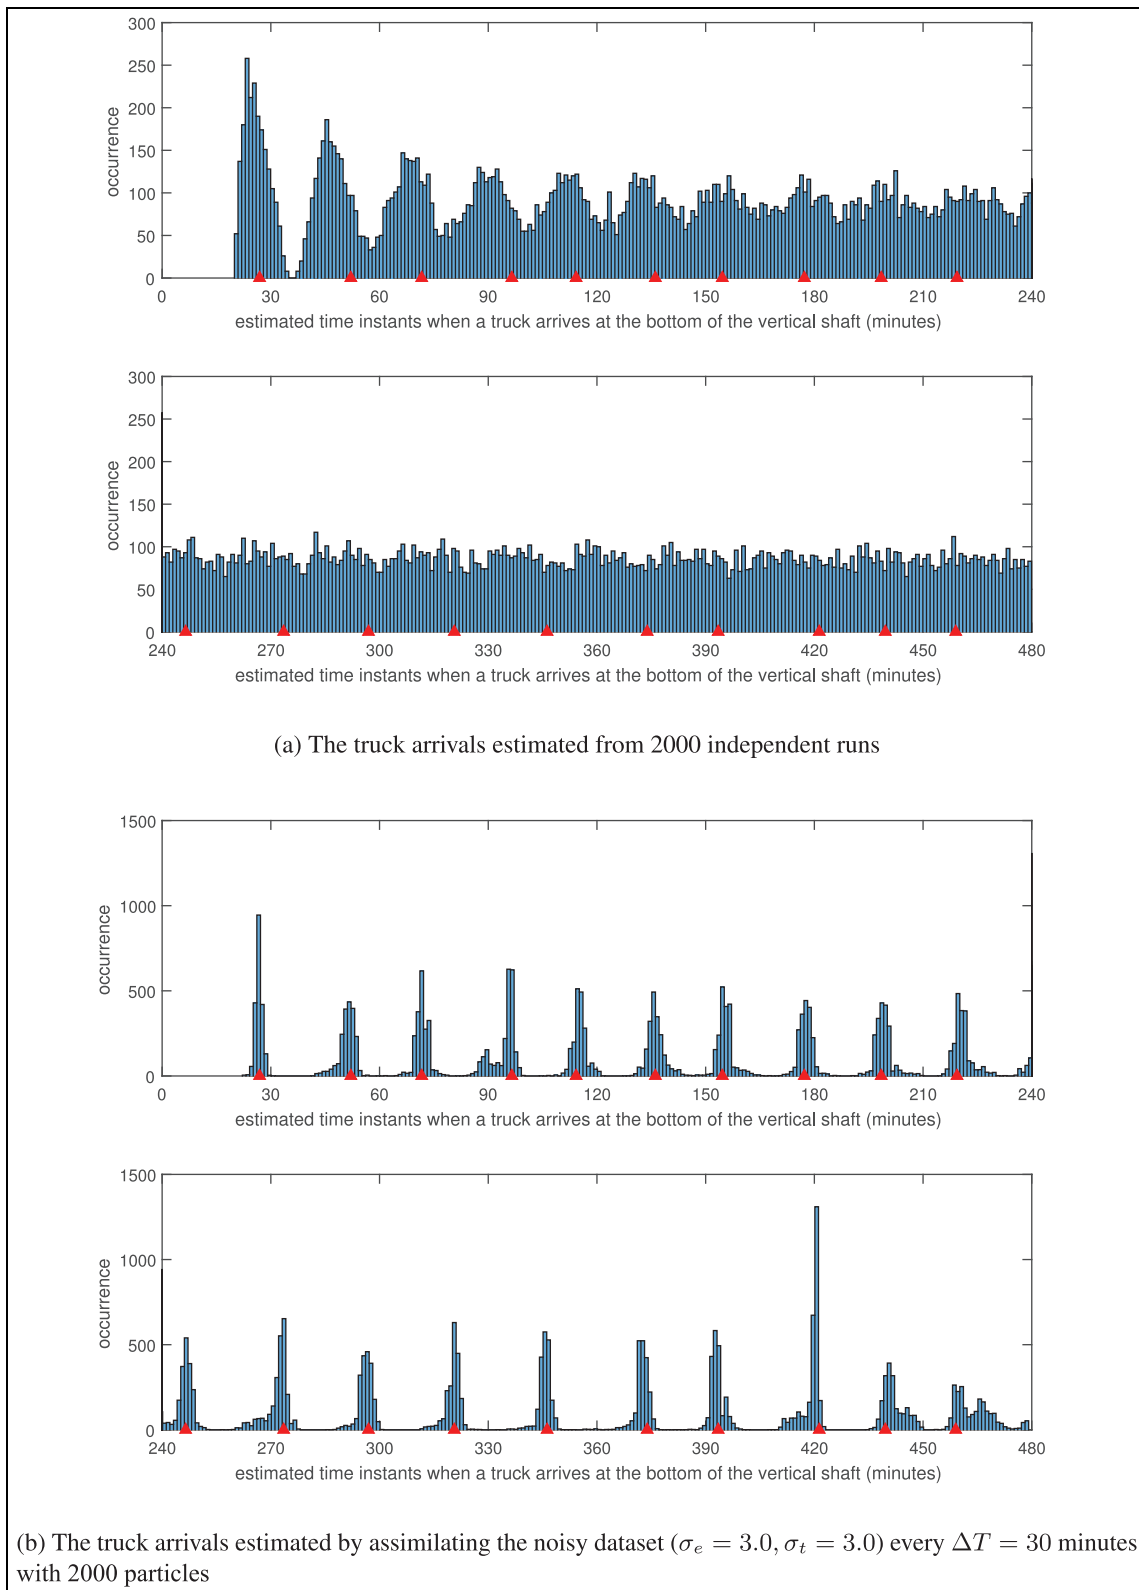 300
250
200
150
100
50
0
occurrence
0 30 60 90 120 150 180 210 240
estimated time instants when a truck arrives at the bottom of the vertical shaft (minutes)
300
250
200
150
100
50
0
occurrence
240 270 300 330 360 390 420 450 480
estimated time instants when a truck arrives at the bottom of the vertical shaft (minutes)
(a) The truck arrivals estimated from 2000 independent runs
1500
1000
500
0
occurrence
0 30 60 90 120 150 180 210 240
estimated time instants when a truck arrives at the bottom of the vertical shaft (minutes)
1500
1000
500
0
occurrence
240 270 300 330 360 390 420 450 480
estimated time instants when a truck arrives at the bottom of the vertical shaft (minutes)
(b) The truck arrivals estimated by assimilating the noisy dataset (σₑ = 3.0, σₜ = 3.0) every ΔT = 30 minutes
with 2000 particles